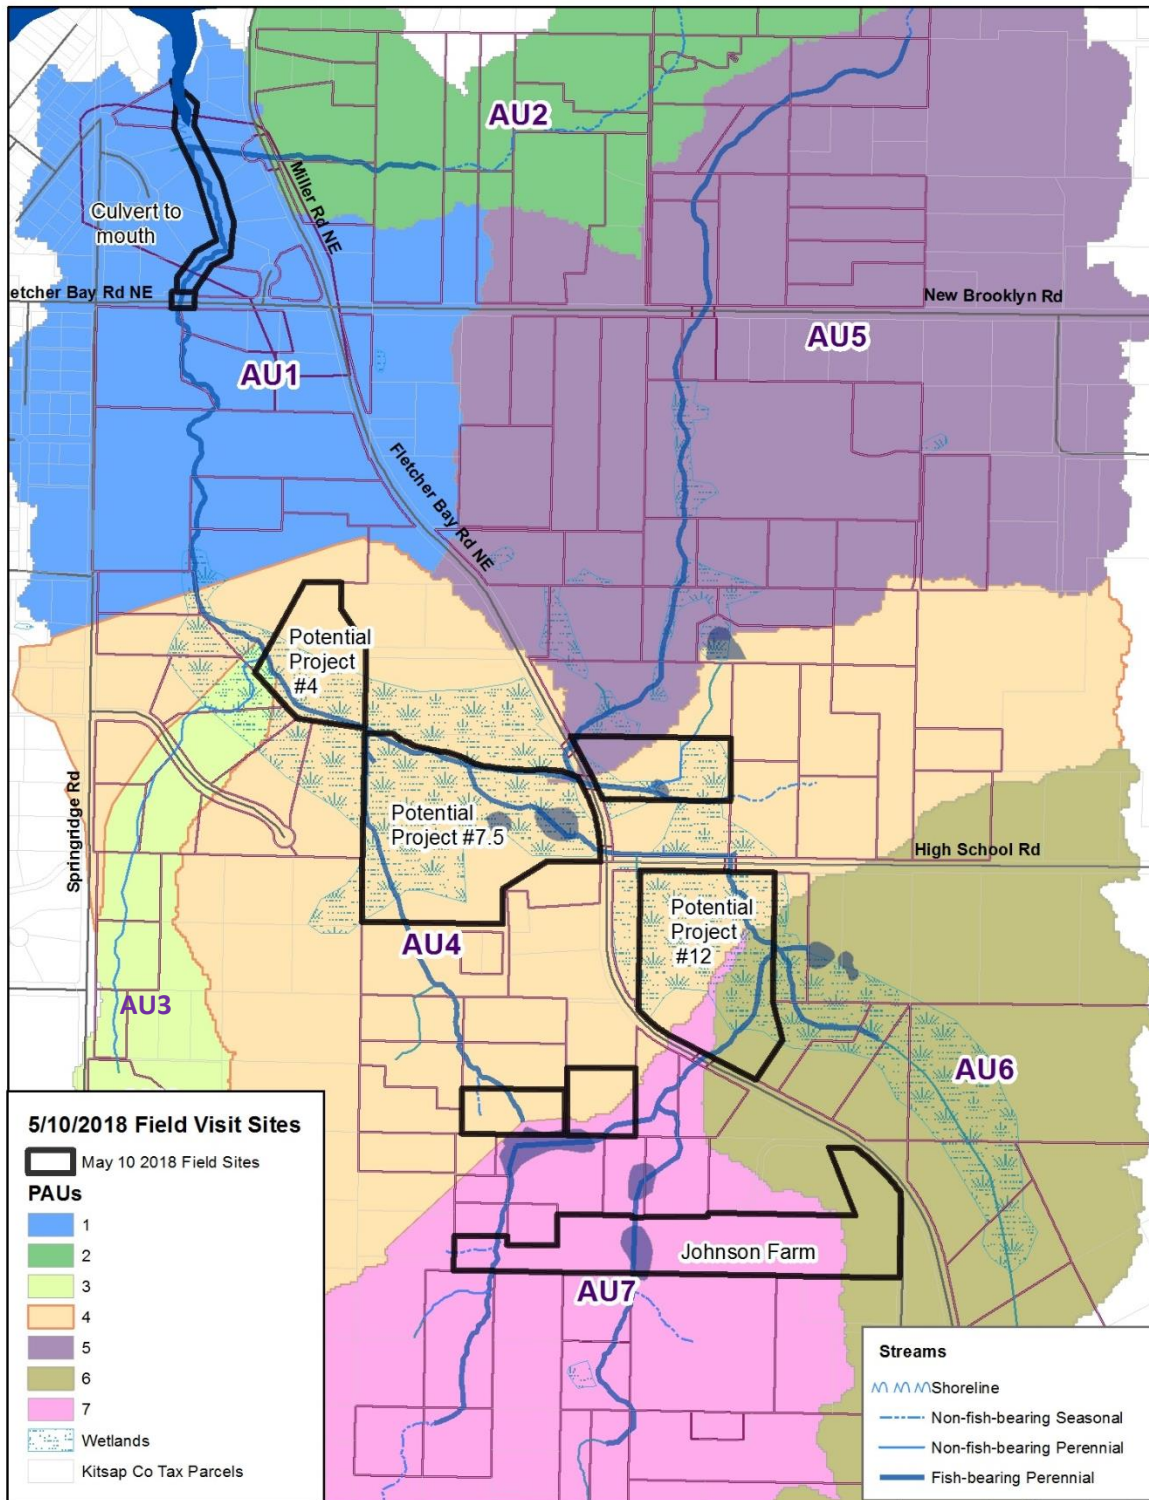 AU2
Miller Rd NE
Culvert to
mouth
etcher Bay Rd NE
New Brooklyn Rd
AU5
AU1
Fletcher Bay Rd NE
Potential
Project
#4
Springridge Rd
Potential
Project #7.5
High School Rd
Potential
Project
#12
AU4
AU3
AU6
Johnson Farm
AU7
5/10/2018 Field Visit Sites
May 10 2018 Field Sites
PAUs
1
2
3
4
5
6
7
Wetlands
Kitsap Co Tax Parcels
Streams
Shoreline
Non-fish-bearing Seasonal
Non-fish-bearing Perennial
Fish-bearing Perennial